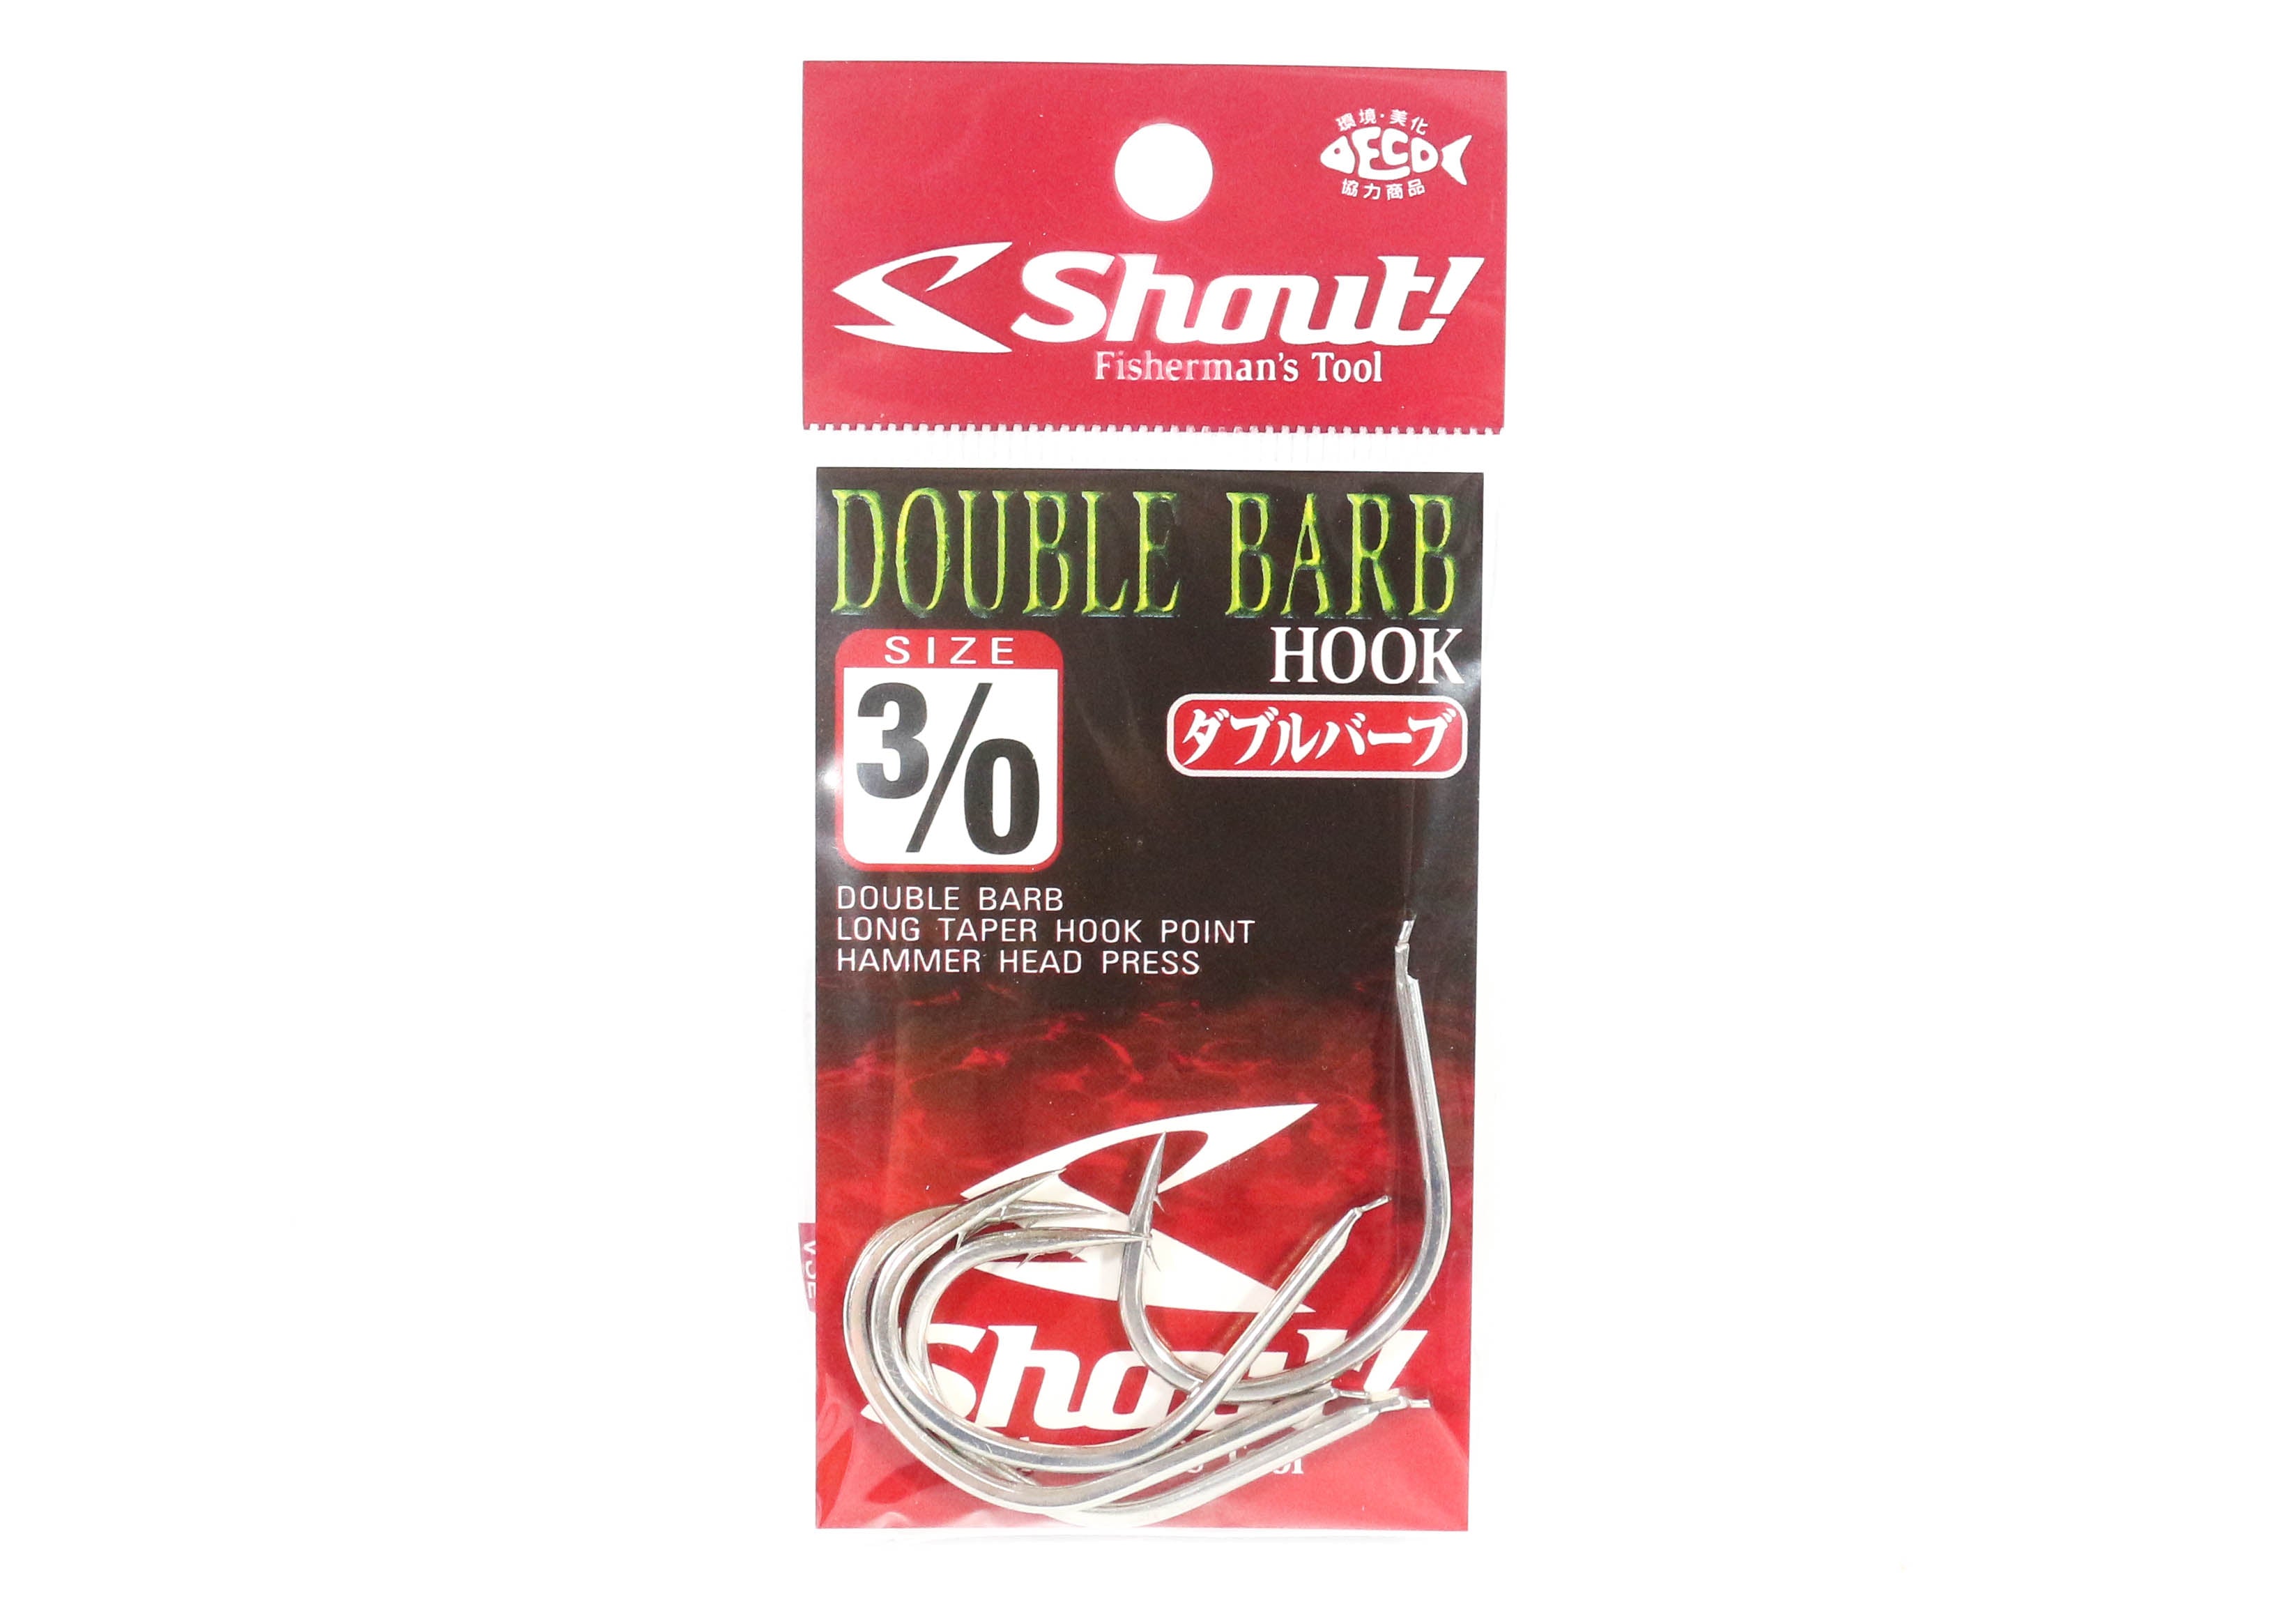 環境・美化
ECO
協力商品
Shout!
Fisherman's Tool
DOUBLE BARB
HOOK
SIZE
3/0
ダブルバーブ
DOUBLE BARB
LONG TAPER HOOK POINT
HAMMER HEAD PRESS
Shout!